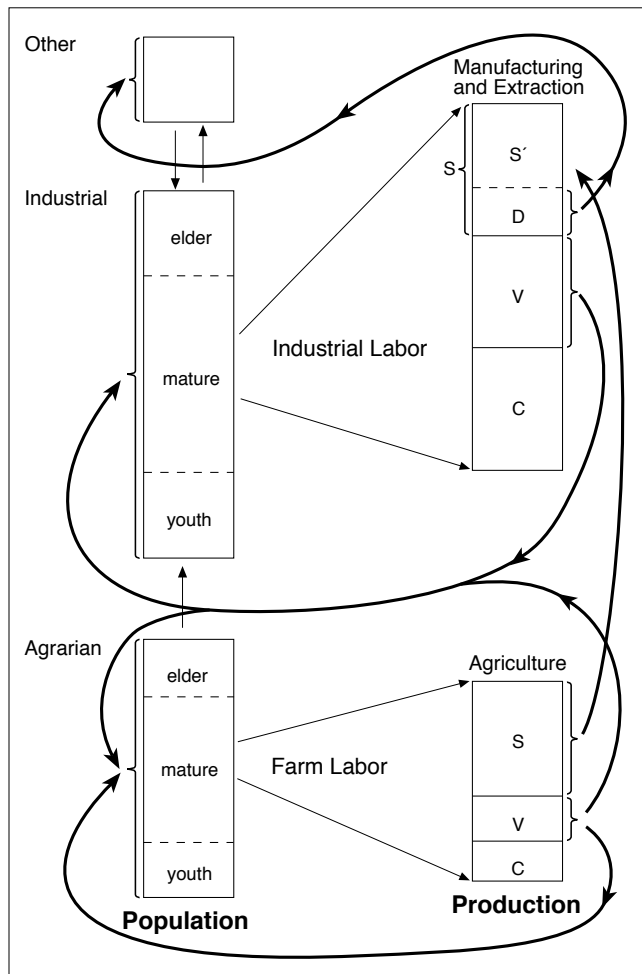 Other
Manufacturing
and Extraction
S
S´
D
Industrial
elder
V
Industrial Labor
mature
C
youth
Agrarian
elder
Agriculture
S
Farm Labor
mature
V
youth
C
Population
Production